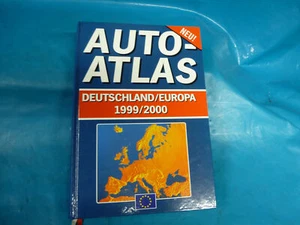 NEU!
AUTO-
ATLAS
DEUTSCHLAND/EUROPA
1999/2000